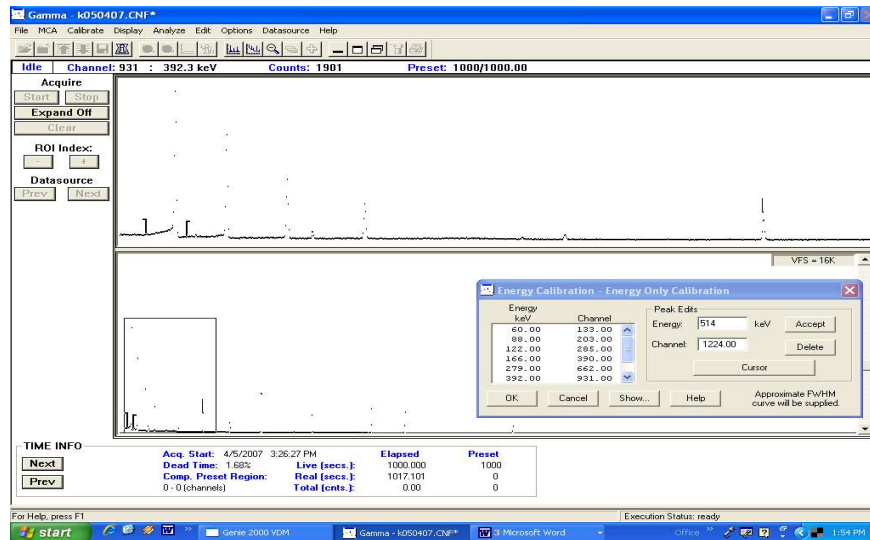 Gamma - k050407.CNF*
File MCA Calibrate Display Analyze Edit Options Datasource Help
Idle Channel: 931 : 392.3 keV Counts: 1901 Preset: 1000/1000.00
Acquire
Start Stop
Expand Off
Clear
ROI Index:
- +
Datasource
Prev Next
VFS = 16K
Energy Calibration - Energy Only Calibration
Energy
keV Channel
60.00 133.00
88.00 203.00
122.00 285.00
166.00 390.00
279.00 662.00
392.00 931.00
Peak Edits
Energy: 514 keV Accept
Channel: 1224.00 Delete
Cursor
OK Cancel Show... Help
Approximate FWHM
curve will be supplied.
TIME INFO
Next
Prev
Acq. Start: 4/5/2007 3:26:27 PM Elapsed Preset
Dead Time: 1.68% Live (secs.): 1000.000 1000
Comp. Preset Region: Real (secs.): 1017.101 0
0 - 0 (channels) Total (cnts.): 0.00 0
For Help, press F1 Execution Status: ready
start Genie 2000 VDM Gamma - k050407.CNF* 3 Microsoft Word Office 1:54 PM